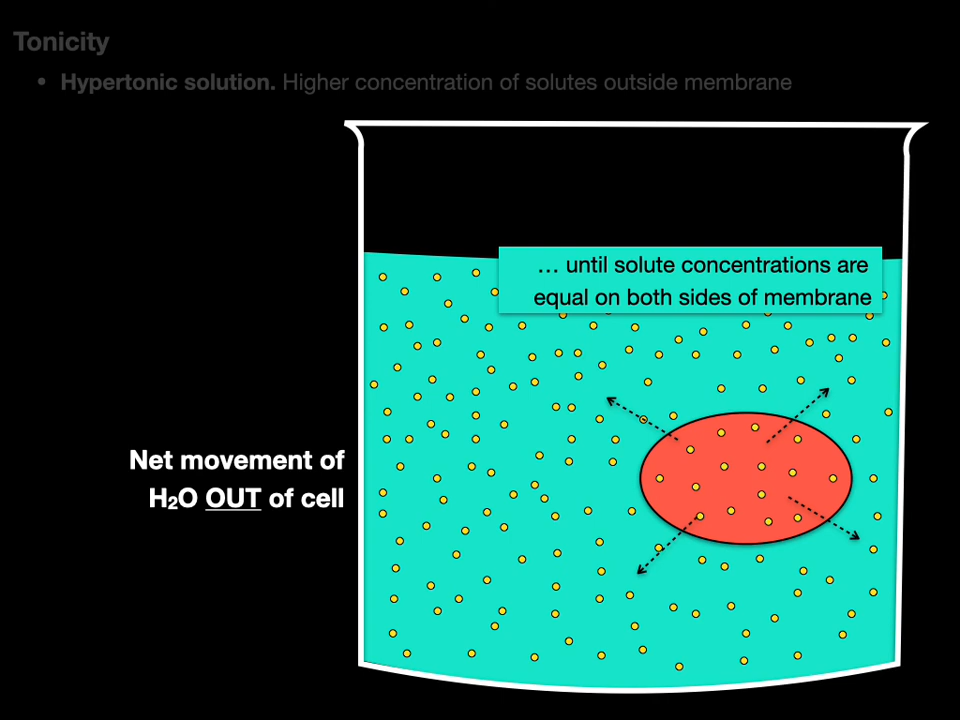 Tonicity
• Hypertonic solution. Higher concentration of solutes outside membrane
… until solute concentrations are
equal on both sides of membrane
Net movement of
H₂O OUT of cell